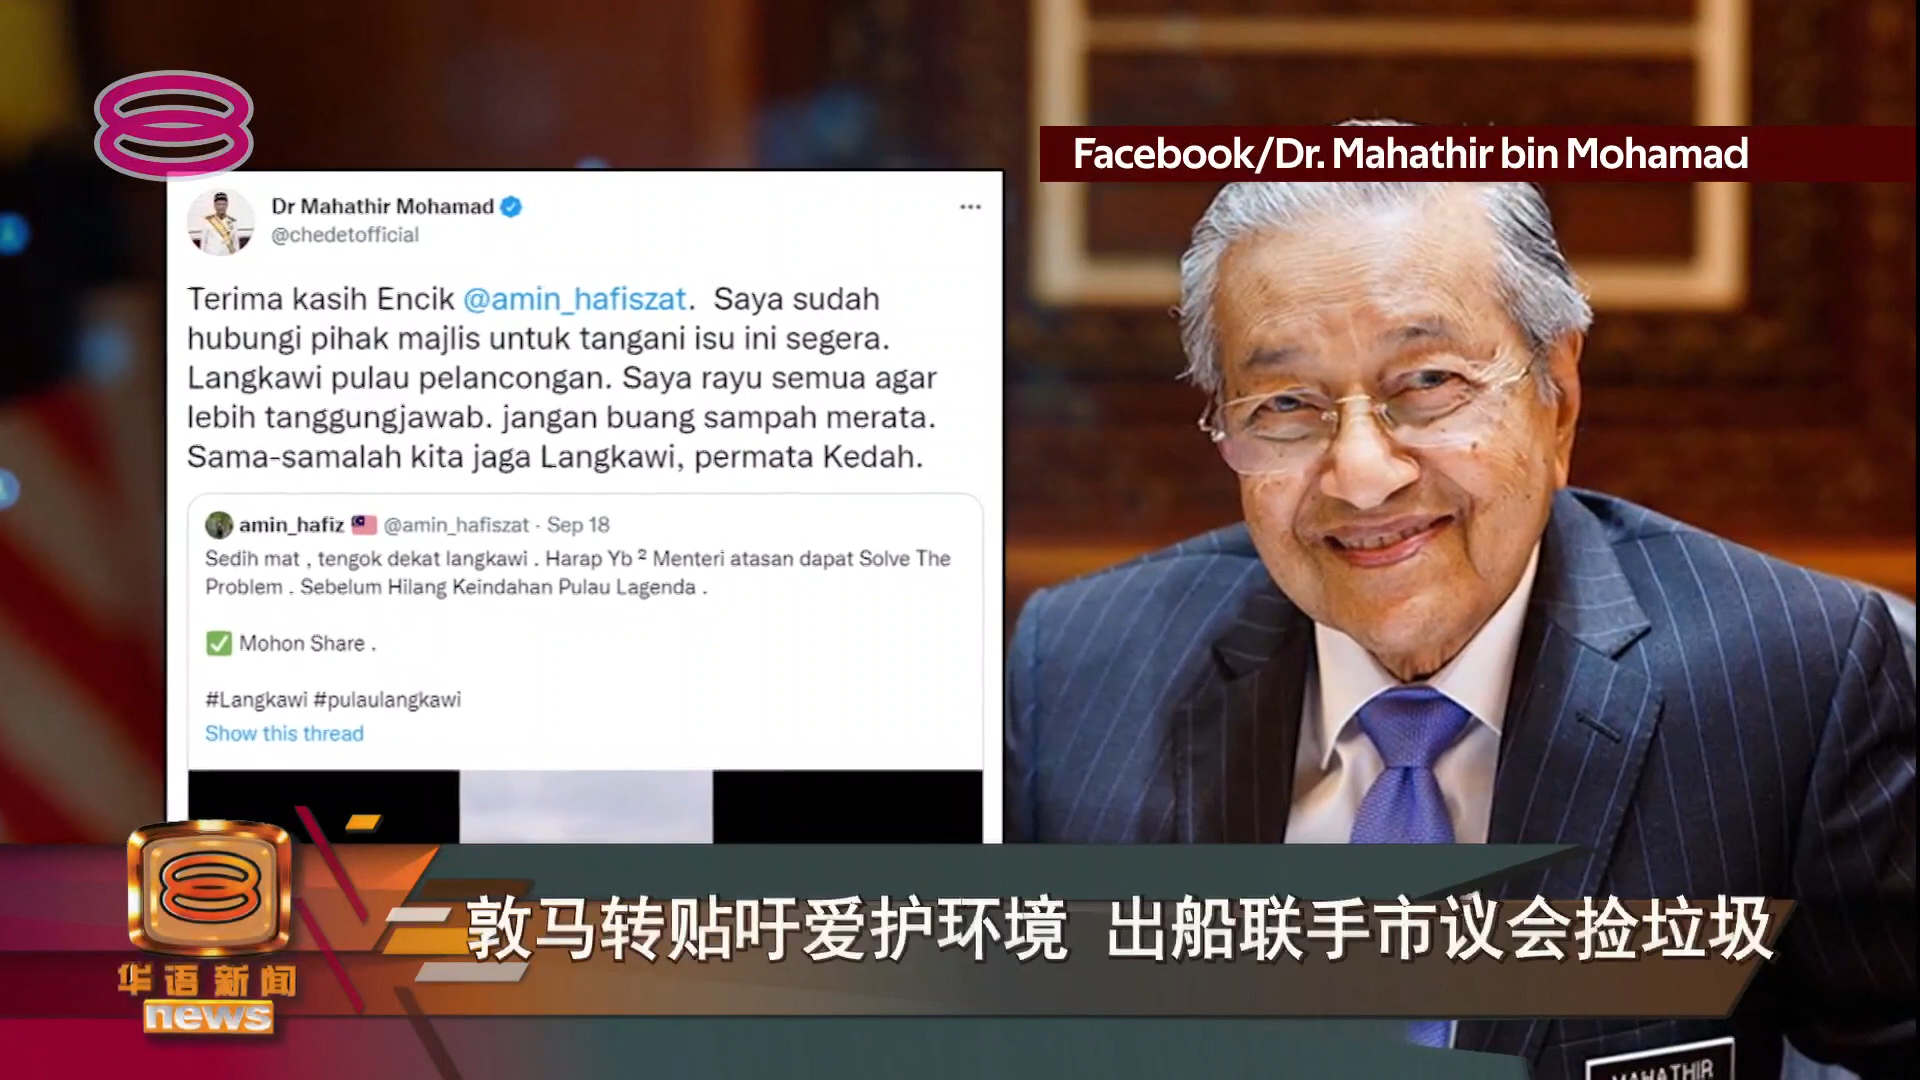 Facebook/Dr. Mahathir bin Mohamad
Dr Mahathir Mohamad
@chedetofficial
Terima kasih Encik @amin_hafiszat. Saya sudah
hubungi pihak majlis untuk tangani isu ini segera.
Langkawi pulau pelancongan. Saya rayu semua agar
lebih tanggungjawab. jangan buang sampah merata.
Sama-samalah kita jaga Langkawi, permata Kedah.
amin_hafiz 🇲🇾 @amin_hafiszat · Sep 18
Sedih mat , tengok dekat langkawi . Harap Yb ² Menteri atasan dapat Solve The
Problem . Sebelum Hilang Keindahan Pulau Lagenda .
✅ Mohon Share .
#Langkawi #pulaulangkawi
Show this thread
敦马转贴吁爱护环境 出船联手市议会捡垃圾
华语新闻
news
MAHATHIR